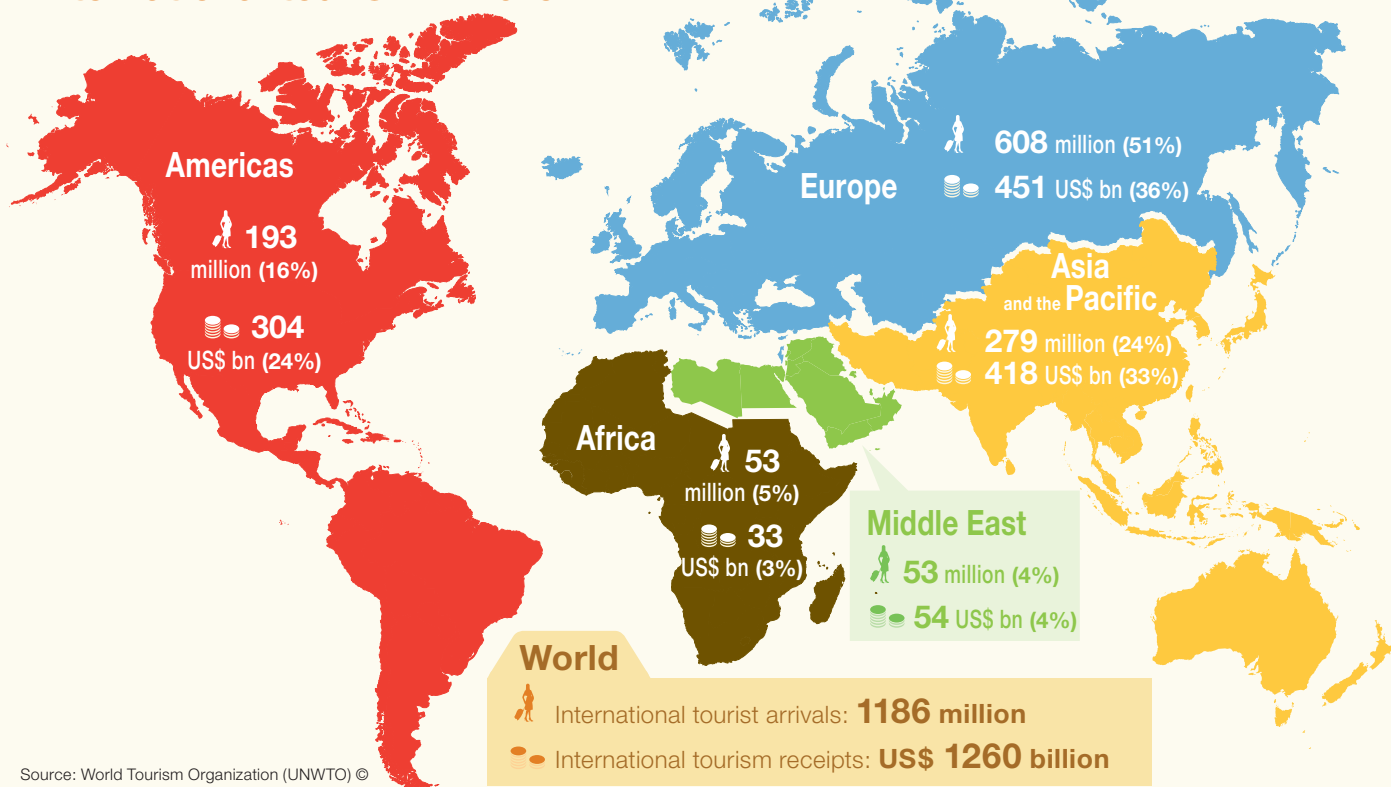 Americas
193
million (16%)
304
US$ bn (24%)
Europe
608 million (51%)
451 US$ bn (36%)
Asia
and the Pacific
279 million (24%)
418 US$ bn (33%)
Africa
53
million (5%)
33
US$ bn (3%)
Middle East
53 million (4%)
54 US$ bn (4%)
World
International tourist arrivals: 1186 million
International tourism receipts: US$ 1260 billion
Source: World Tourism Organization (UNWTO) ©